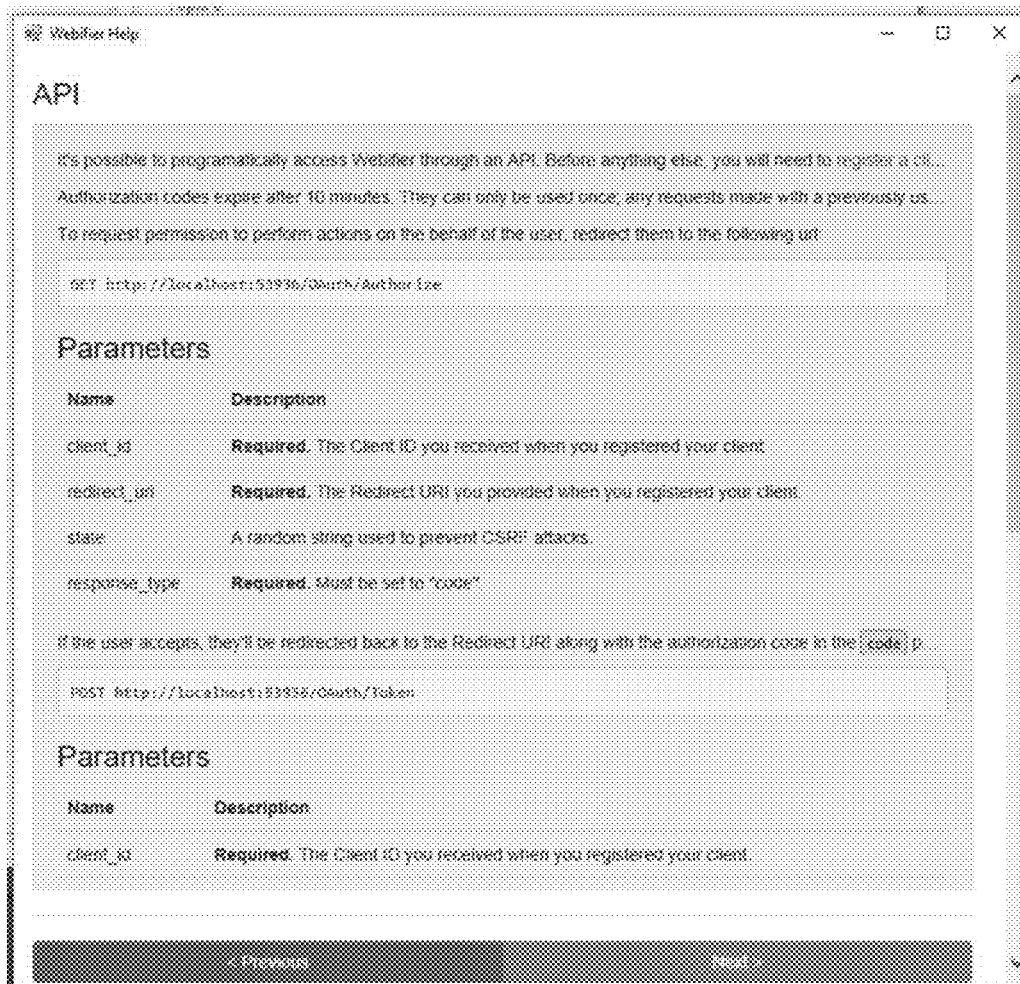 Webifier Help
API
It's possible to programatically access Webifier through an API. Before anything else, you will need to register a cli...
Authorization codes expire after 10 minutes. They can only be used once; any requests made with a previously us...
To request permission to perform actions on the behalf of the user, redirect them to the following url:
GET http://localhost:53936/OAuth/Authorize
Parameters
Name Description
client_id Required. The Client ID you received when you registered your client.
redirect_uri Required. The Redirect URI you provided when you registered your client.
state A random string used to prevent CSRF attacks.
response_type Required. Must be set to "code"
If the user accepts, they'll be redirected back to the Redirect URI along with the authorization code in the code p...
POST http://localhost:53936/OAuth/Token
Parameters
Name Description
client_id Required. The Client ID you received when you registered your client.
< Previous Next >